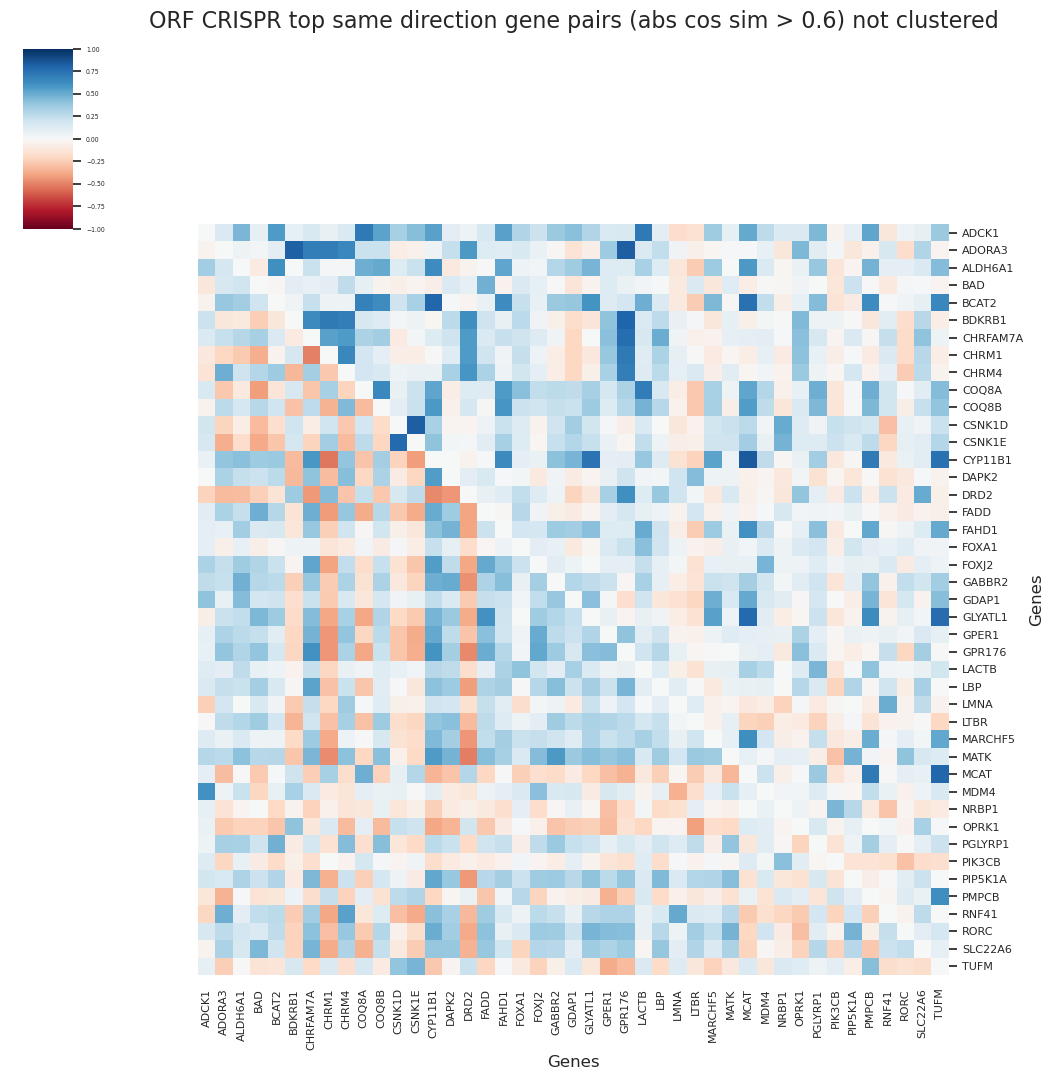 ORF CRISPR top same direction gene pairs (abs cos sim > 0.6) not clustered
1.00
0.75
0.50
0.25
0.00
−0.25
−0.50
−0.75
−1.00
ADCK1
ADORA3
ALDH6A1
BAD
BCAT2
BDKRB1
CHRFAM7A
CHRM1
CHRM4
COQ8A
COQ8B
CSNK1D
CSNK1E
CYP11B1
DAPK2
DRD2
FADD
FAHD1
FOXA1
FOXJ2
GABBR2
GDAP1
GLYATL1
GPER1
GPR176
LACTB
LBP
LMNA
LTBR
MARCHF5
MATK
MCAT
MDM4
NRBP1
OPRK1
PGLYRP1
PIK3CB
PIP5K1A
PMPCB
RNF41
RORC
SLC22A6
TUFM
Genes
ADCK1
ADORA3
ALDH6A1
BAD
BCAT2
BDKRB1
CHRFAM7A
CHRM1
CHRM4
COQ8A
COQ8B
CSNK1D
CSNK1E
CYP11B1
DAPK2
DRD2
FADD
FAHD1
FOXA1
FOXJ2
GABBR2
GDAP1
GLYATL1
GPER1
GPR176
LACTB
LBP
LMNA
LTBR
MARCHF5
MATK
MCAT
MDM4
NRBP1
OPRK1
PGLYRP1
PIK3CB
PIP5K1A
PMPCB
RNF41
RORC
SLC22A6
TUFM
Genes